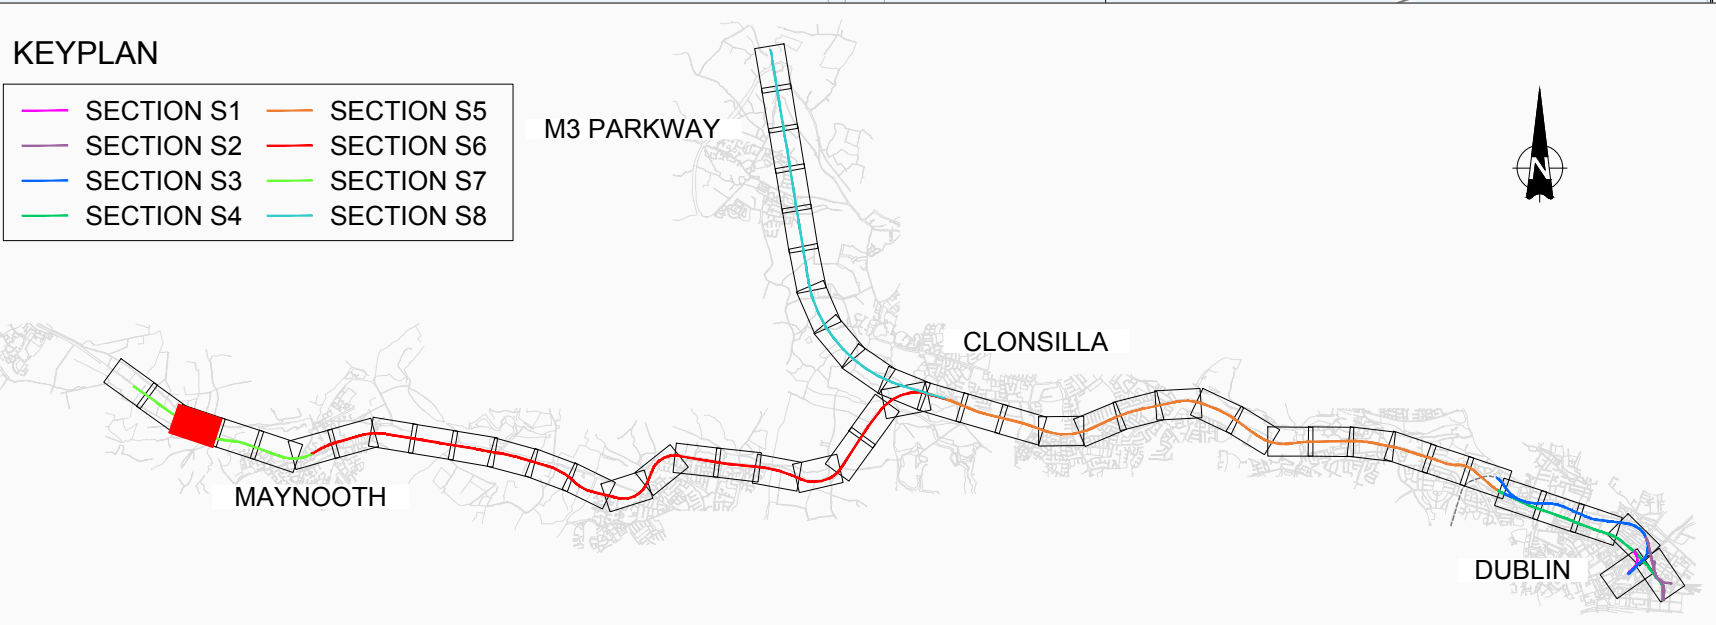 KEYPLAN
SECTION S1
SECTION S2
SECTION S3
SECTION S4
SECTION S5
SECTION S6
SECTION S7
SECTION S8
M3 PARKWAY
N
CLONSILLA
MAYNOOTH
DUBLIN